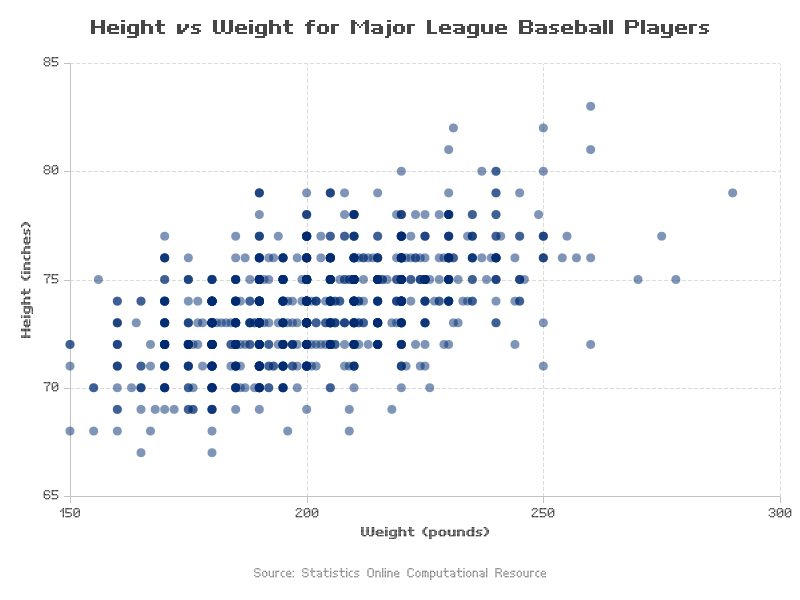 Height vs Weight for Major League Baseball Players
85
80
75
70
65
Height (inches)
150 200 250 300
Weight (pounds)
Source: Statistics Online Computational Resource